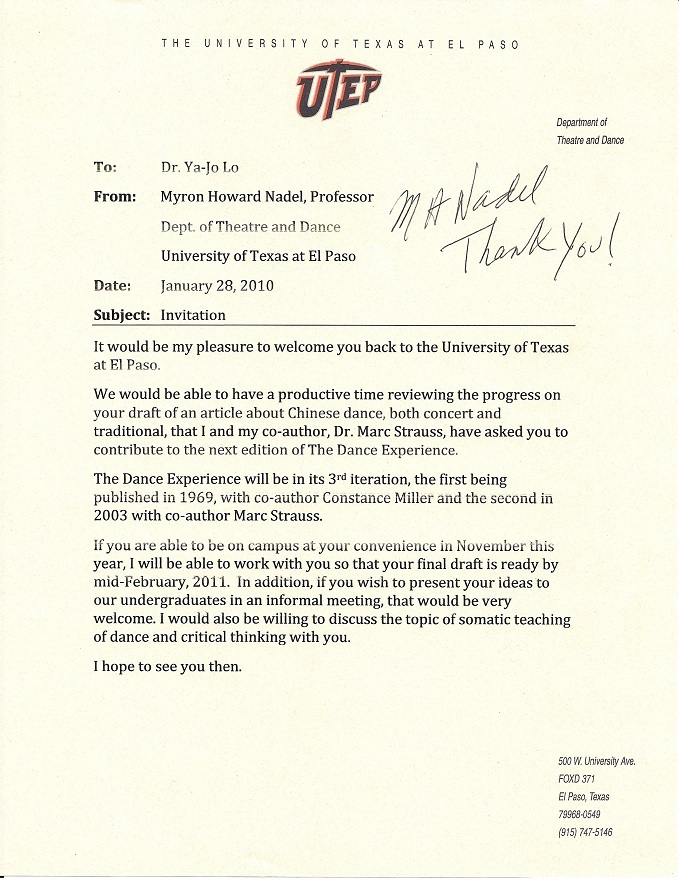 THE UNIVERSITY OF TEXAS AT EL PASO
UTEP
Department of
Theatre and Dance
To: Dr. Ya-Jo Lo
From: Myron Howard Nadel, Professor
Dept. of Theatre and Dance
University of Texas at El Paso
M H Nadel
Thank You!
Date: January 28, 2010
Subject: Invitation
It would be my pleasure to welcome you back to the University of Texas
at El Paso.
We would be able to have a productive time reviewing the progress on
your draft of an article about Chinese dance, both concert and
traditional, that I and my co-author, Dr. Marc Strauss, have asked you to
contribute to the next edition of The Dance Experience.
The Dance Experience will be in its 3rd iteration, the first being
published in 1969, with co-author Constance Miller and the second in
2003 with co-author Marc Strauss.
If you are able to be on campus at your convenience in November this
year, I will be able to work with you so that your final draft is ready by
mid-February, 2011. In addition, if you wish to present your ideas to
our undergraduates in an informal meeting, that would be very
welcome. I would also be willing to discuss the topic of somatic teaching
of dance and critical thinking with you.
I hope to see you then.
500 W. University Ave.
FOXD 371
El Paso, Texas
79968-0549
(915) 747-5146